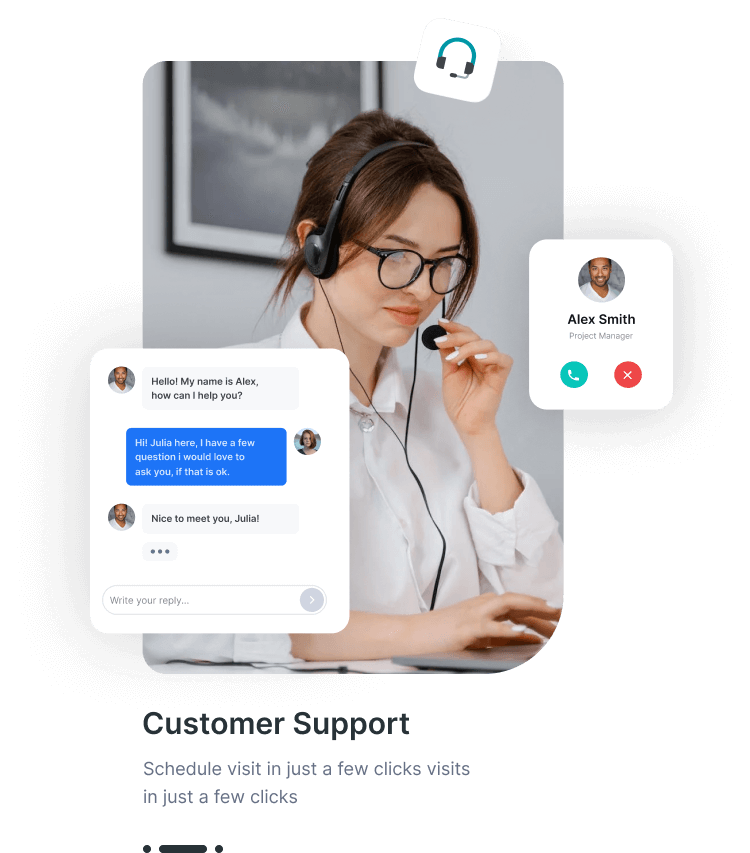 Alex Smith
Project Manager
Hello! My name is Alex,
how can I help you?
Hi! Julia here, I have a few
question i would love to
ask you, if that is ok.
Nice to meet you, Julia!
Write your reply...
Customer Support
Schedule visit in just a few clicks visits
in just a few clicks